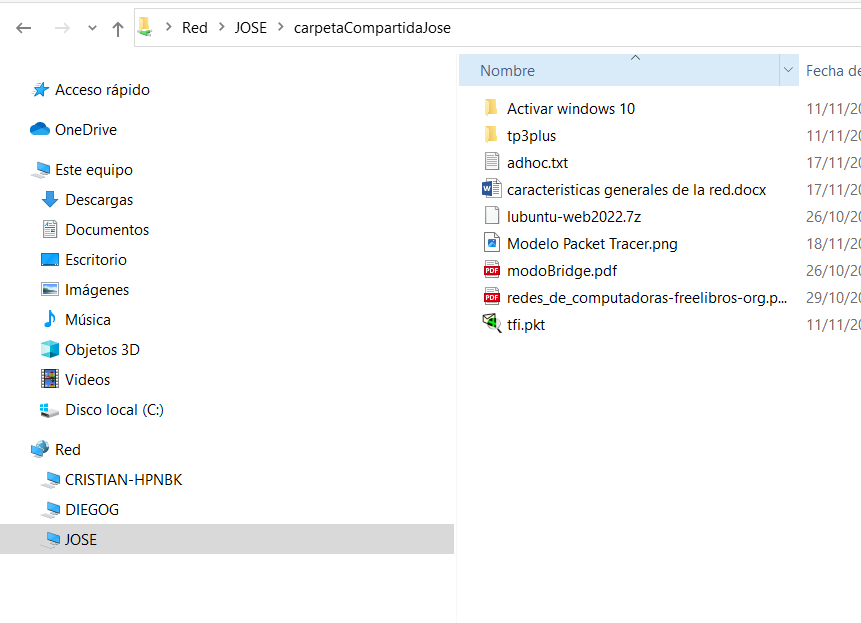 Red > JOSE > carpetaCompartidaJose
Acceso rápido
OneDrive
Este equipo
Descargas
Documentos
Escritorio
Imágenes
Música
Objetos 3D
Videos
Disco local (C:)
Red
CRISTIAN-HPNBK
DIEGOG
JOSE
Nombre Fecha de
Activar windows 10 11/11/20
tp3plus 11/11/20
adhoc.txt 17/11/20
caracteristicas generales de la red.docx 17/11/20
lubuntu-web2022.7z 26/10/20
Modelo Packet Tracer.png 18/11/20
modoBridge.pdf 26/10/20
redes_de_computadoras-freelibros-org.p... 29/10/20
tfi.pkt 11/11/20